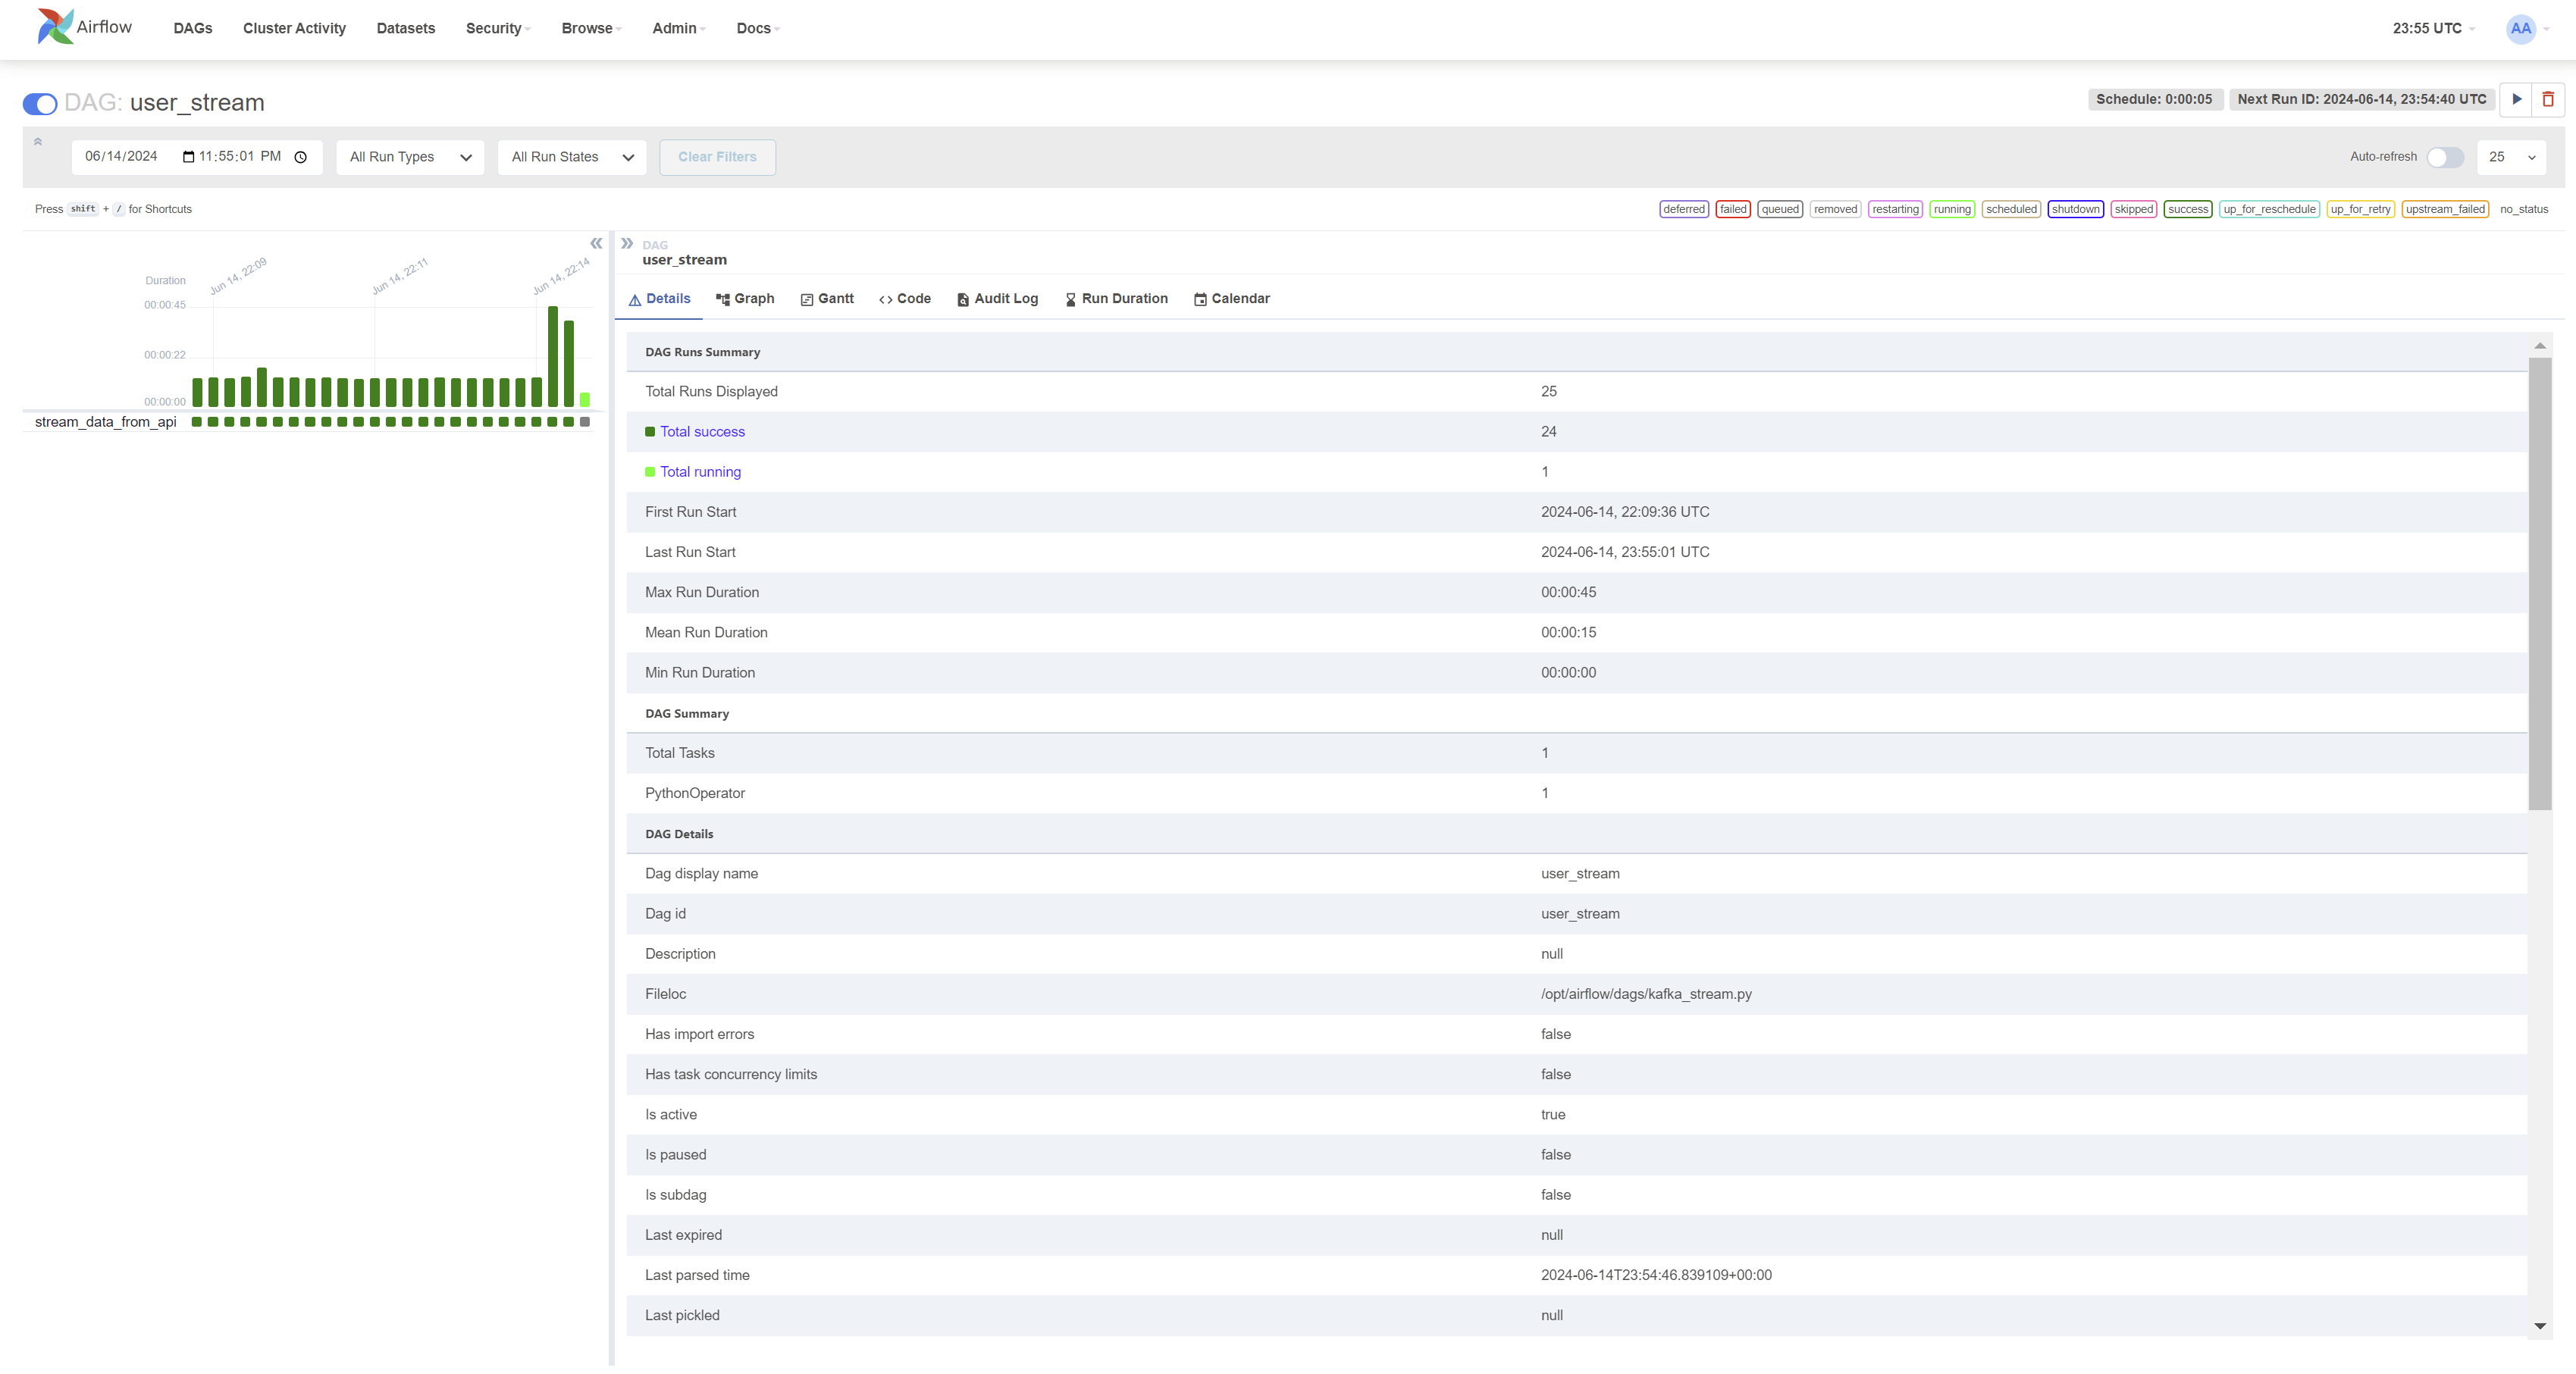 Airflow DAGs Cluster Activity Datasets Security Browse Admin Docs 23:55 UTC AA
DAG: user_stream Schedule: 0:00:05 Next Run ID: 2024-06-14, 23:54:40 UTC
06/14/2024 11:55:01 PM All Run Types All Run States Clear Filters Auto-refresh 25
Press shift + / for Shortcuts deferred failed queued removed restarting running scheduled shutdown skipped success up_for_reschedule up_for_retry upstream_failed no_status
Duration
Jun 14, 22:09 Jun 14, 22:11 Jun 14, 22:14
00:00:45
00:00:22
00:00:00
stream_data_from_api
DAG
user_stream
Details Graph Gantt Code Audit Log Run Duration Calendar
DAG Runs Summary
Total Runs Displayed 25
Total success 24
Total running 1
First Run Start 2024-06-14, 22:09:36 UTC
Last Run Start 2024-06-14, 23:55:01 UTC
Max Run Duration 00:00:45
Mean Run Duration 00:00:15
Min Run Duration 00:00:00
DAG Summary
Total Tasks 1
PythonOperator 1
DAG Details
Dag display name user_stream
Dag id user_stream
Description null
Fileloc /opt/airflow/dags/kafka_stream.py
Has import errors false
Has task concurrency limits false
Is active true
Is paused false
Is subdag false
Last expired null
Last parsed time 2024-06-14T23:54:46.839109+00:00
Last pickled null